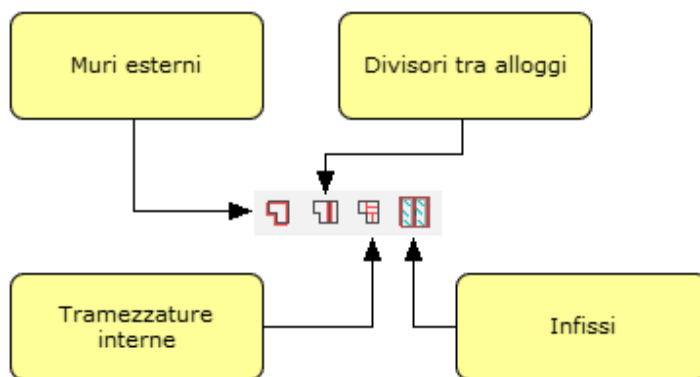 Muri esterni
Divisori tra alloggi
Tramezzature
interne
Infissi